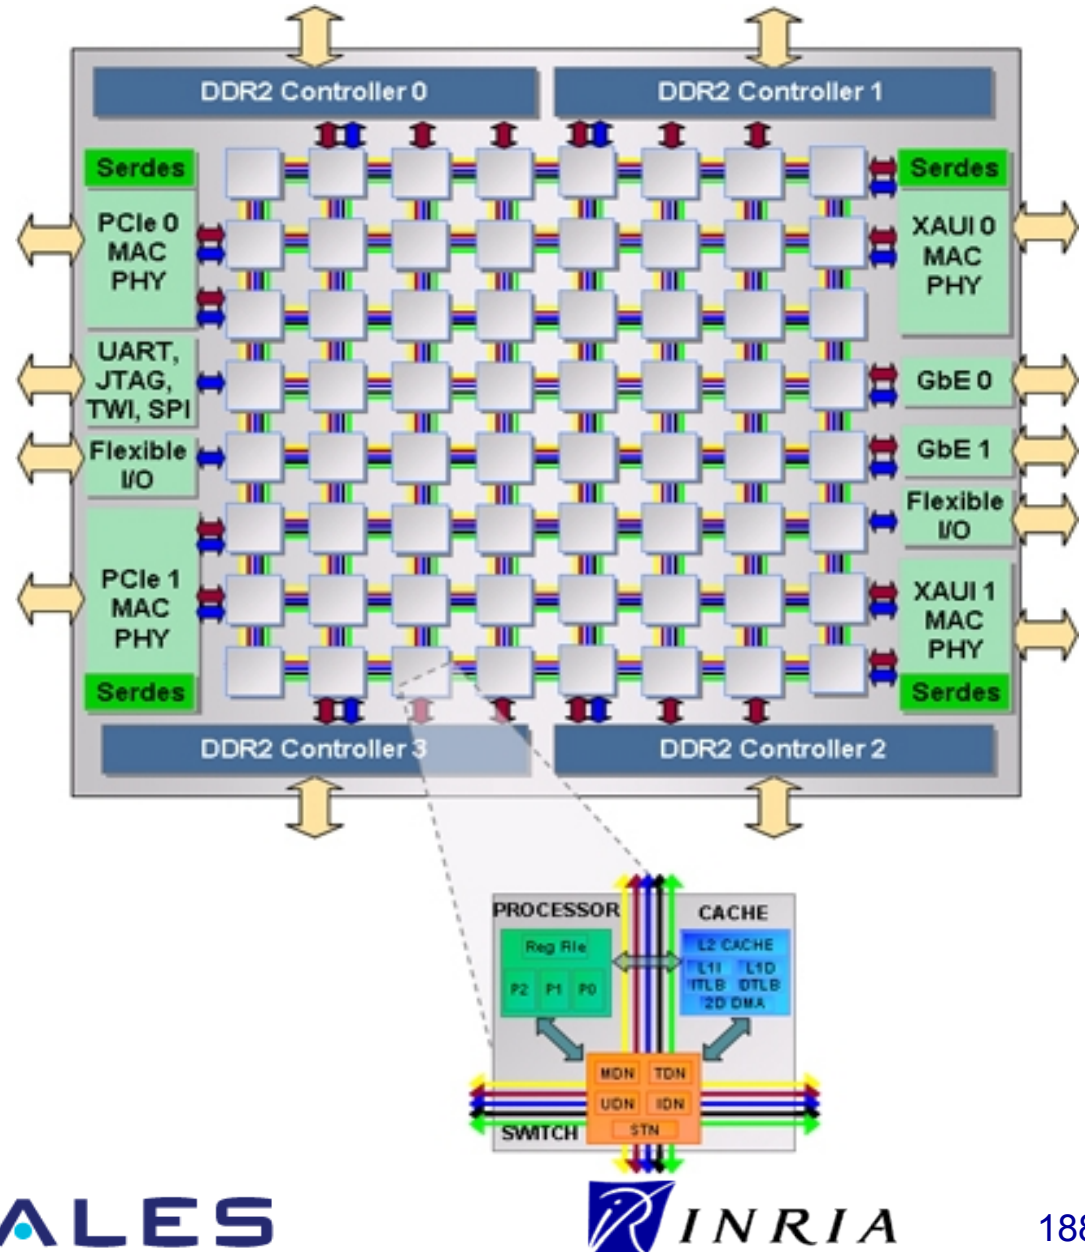 DDR2 Controller 0
DDR2 Controller 1
Serdes
PCIe 0
MAC
PHY
UART,
JTAG,
TWI, SPI
Flexible
I/O
PCIe 1
MAC
PHY
Serdes
Serdes
XAUI 0
MAC
PHY
GbE 0
GbE 1
Flexible
I/O
XAUI 1
MAC
PHY
Serdes
DDR2 Controller 3
DDR2 Controller 2
PROCESSOR
Reg File
P2 P1 P0
CACHE
L2 CACHE
L1I L1D
ITLB DTLB
2D DMA
MDN TDN
UDN IDN
STN
SWITCH
ALES
INRIA
188